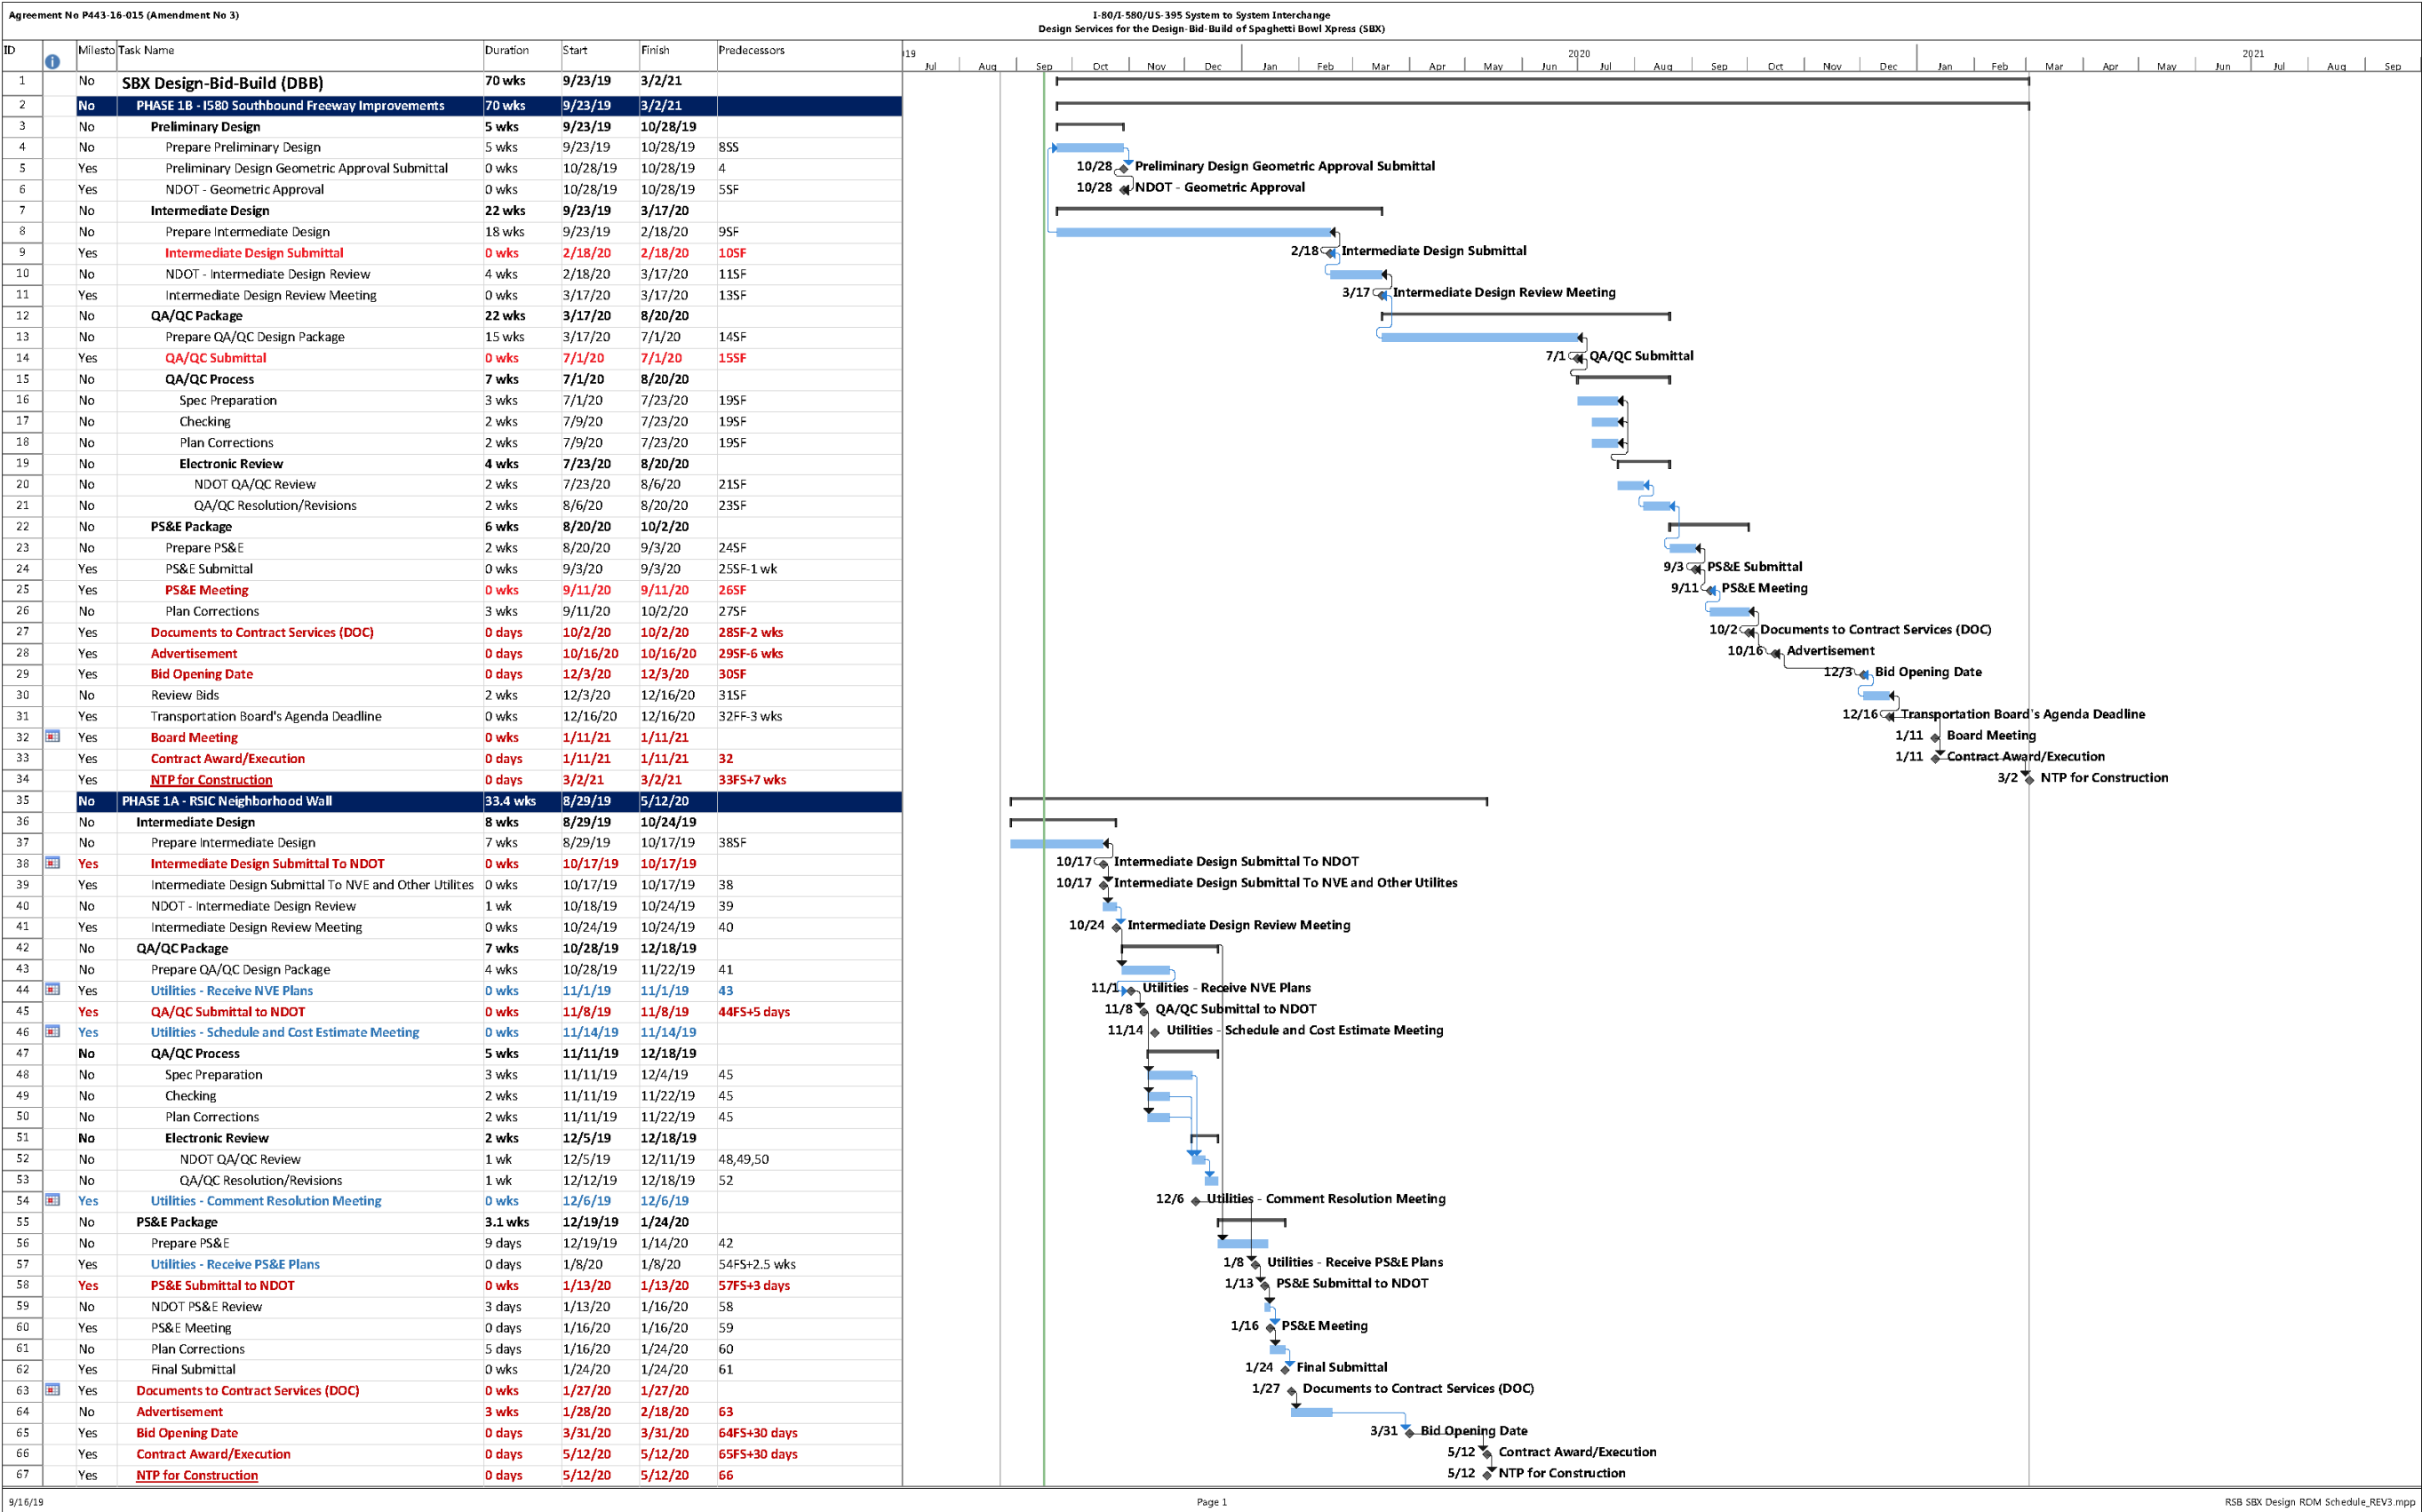 Agreement No P443-16-015 (Amendment No 3)
I-80/I-580/US-395 System to System Interchange
Design Services for the Design-Bid-Build of Spaghetti Bowl Xpress (SBX)
ID Milesto Task Name Duration Start Finish Predecessors
19 2020 2021
Jul Aug Sep Oct Nov Dec Jan Feb Mar Apr May Jun Jul Aug Sep Oct Nov Dec Jan Feb Mar Apr May Jun Jul Aug Sep
1 No SBX Design-Bid-Build (DBB) 70 wks 9/23/19 3/2/21
2 No PHASE 1B - I580 Southbound Freeway Improvements 70 wks 9/23/19 3/2/21
3 No Preliminary Design 5 wks 9/23/19 10/28/19
4 No Prepare Preliminary Design 5 wks 9/23/19 10/28/19 8SS
5 Yes Preliminary Design Geometric Approval Submittal 0 wks 10/28/19 10/28/19 4 10/28 Preliminary Design Geometric Approval Submittal
6 Yes NDOT - Geometric Approval 0 wks 10/28/19 10/28/19 5SF 10/28 NDOT - Geometric Approval
7 No Intermediate Design 22 wks 9/23/19 3/17/20
8 No Prepare Intermediate Design 18 wks 9/23/19 2/18/20 9SF
9 Yes Intermediate Design Submittal 0 wks 2/18/20 2/18/20 10SF 2/18 Intermediate Design Submittal
10 No NDOT - Intermediate Design Review 4 wks 2/18/20 3/17/20 11SF
11 Yes Intermediate Design Review Meeting 0 wks 3/17/20 3/17/20 13SF 3/17 Intermediate Design Review Meeting
12 No QA/QC Package 22 wks 3/17/20 8/20/20
13 No Prepare QA/QC Design Package 15 wks 3/17/20 7/1/20 14SF
14 Yes QA/QC Submittal 0 wks 7/1/20 7/1/20 15SF 7/1 QA/QC Submittal
15 No QA/QC Process 7 wks 7/1/20 8/20/20
16 No Spec Preparation 3 wks 7/1/20 7/23/20 19SF
17 No Checking 2 wks 7/9/20 7/23/20 19SF
18 No Plan Corrections 2 wks 7/9/20 7/23/20 19SF
19 No Electronic Review 4 wks 7/23/20 8/20/20
20 No NDOT QA/QC Review 2 wks 7/23/20 8/6/20 21SF
21 No QA/QC Resolution/Revisions 2 wks 8/6/20 8/20/20 23SF
22 No PS&E Package 6 wks 8/20/20 10/2/20
23 No Prepare PS&E 2 wks 8/20/20 9/3/20 24SF
24 Yes PS&E Submittal 0 wks 9/3/20 9/3/20 25SF-1 wk 9/3 PS&E Submittal
25 Yes PS&E Meeting 0 wks 9/11/20 9/11/20 26SF 9/11 PS&E Meeting
26 No Plan Corrections 3 wks 9/11/20 10/2/20 27SF
27 Yes Documents to Contract Services (DOC) 0 days 10/2/20 10/2/20 28SF-2 wks 10/2 Documents to Contract Services (DOC)
28 Yes Advertisement 0 days 10/16/20 10/16/20 29SF-6 wks 10/16 Advertisement
29 Yes Bid Opening Date 0 days 12/3/20 12/3/20 30SF 12/3 Bid Opening Date
30 No Review Bids 2 wks 12/3/20 12/16/20 31SF
31 Yes Transportation Board's Agenda Deadline 0 wks 12/16/20 12/16/20 32FF-3 wks 12/16 Transportation Board's Agenda Deadline
32 Yes Board Meeting 0 wks 1/11/21 1/11/21 1/11 Board Meeting
33 Yes Contract Award/Execution 0 days 1/11/21 1/11/21 32 1/11 Contract Award/Execution
34 Yes NTP for Construction 0 days 3/2/21 3/2/21 33FS+7 wks 3/2 NTP for Construction
35 No PHASE 1A - RSIC Neighborhood Wall 33.4 wks 8/29/19 5/12/20
36 No Intermediate Design 8 wks 8/29/19 10/24/19
37 No Prepare Intermediate Design 7 wks 8/29/19 10/17/19 38SF
38 Yes Intermediate Design Submittal To NDOT 0 wks 10/17/19 10/17/19 10/17 Intermediate Design Submittal To NDOT
39 Yes Intermediate Design Submittal To NVE and Other Utilites 0 wks 10/17/19 10/17/19 38 10/17 Intermediate Design Submittal To NVE and Other Utilites
40 No NDOT - Intermediate Design Review 1 wk 10/18/19 10/24/19 39
41 Yes Intermediate Design Review Meeting 0 wks 10/24/19 10/24/19 40 10/24 Intermediate Design Review Meeting
42 No QA/QC Package 7 wks 10/28/19 12/18/19
43 No Prepare QA/QC Design Package 4 wks 10/28/19 11/22/19 41
44 Yes Utilities - Receive NVE Plans 0 wks 11/1/19 11/1/19 43 11/1 Utilities - Receive NVE Plans
45 Yes QA/QC Submittal to NDOT 0 wks 11/8/19 11/8/19 44FS+5 days 11/8 QA/QC Submittal to NDOT
46 Yes Utilities - Schedule and Cost Estimate Meeting 0 wks 11/14/19 11/14/19 11/14 Utilities - Schedule and Cost Estimate Meeting
47 No QA/QC Process 5 wks 11/11/19 12/18/19
48 No Spec Preparation 3 wks 11/11/19 12/4/19 45
49 No Checking 2 wks 11/11/19 11/22/19 45
50 No Plan Corrections 2 wks 11/11/19 11/22/19 45
51 No Electronic Review 2 wks 12/5/19 12/18/19
52 No NDOT QA/QC Review 1 wk 12/5/19 12/11/19 48,49,50
53 No QA/QC Resolution/Revisions 1 wk 12/12/19 12/18/19 52
54 Yes Utilities - Comment Resolution Meeting 0 wks 12/6/19 12/6/19 12/6 Utilities - Comment Resolution Meeting
55 No PS&E Package 3.1 wks 12/19/19 1/24/20
56 No Prepare PS&E 9 days 12/19/19 1/14/20 42
57 Yes Utilities - Receive PS&E Plans 0 days 1/8/20 1/8/20 54FS+2.5 wks 1/8 Utilities - Receive PS&E Plans
58 Yes PS&E Submittal to NDOT 0 wks 1/13/20 1/13/20 57FS+3 days 1/13 PS&E Submittal to NDOT
59 No NDOT PS&E Review 3 days 1/13/20 1/16/20 58
60 Yes PS&E Meeting 0 days 1/16/20 1/16/20 59 1/16 PS&E Meeting
61 No Plan Corrections 5 days 1/16/20 1/24/20 60
62 Yes Final Submittal 0 wks 1/24/20 1/24/20 61 1/24 Final Submittal
63 Yes Documents to Contract Services (DOC) 0 wks 1/27/20 1/27/20 1/27 Documents to Contract Services (DOC)
64 No Advertisement 3 wks 1/28/20 2/18/20 63
65 Yes Bid Opening Date 0 days 3/31/20 3/31/20 64FS+30 days 3/31 Bid Opening Date
66 Yes Contract Award/Execution 0 days 5/12/20 5/12/20 65FS+30 days 5/12 Contract Award/Execution
67 Yes NTP for Construction 0 days 5/12/20 5/12/20 66 5/12 NTP for Construction
9/16/19 Page 1 RSB SBX Design RDM Schedule_REV3.mpp